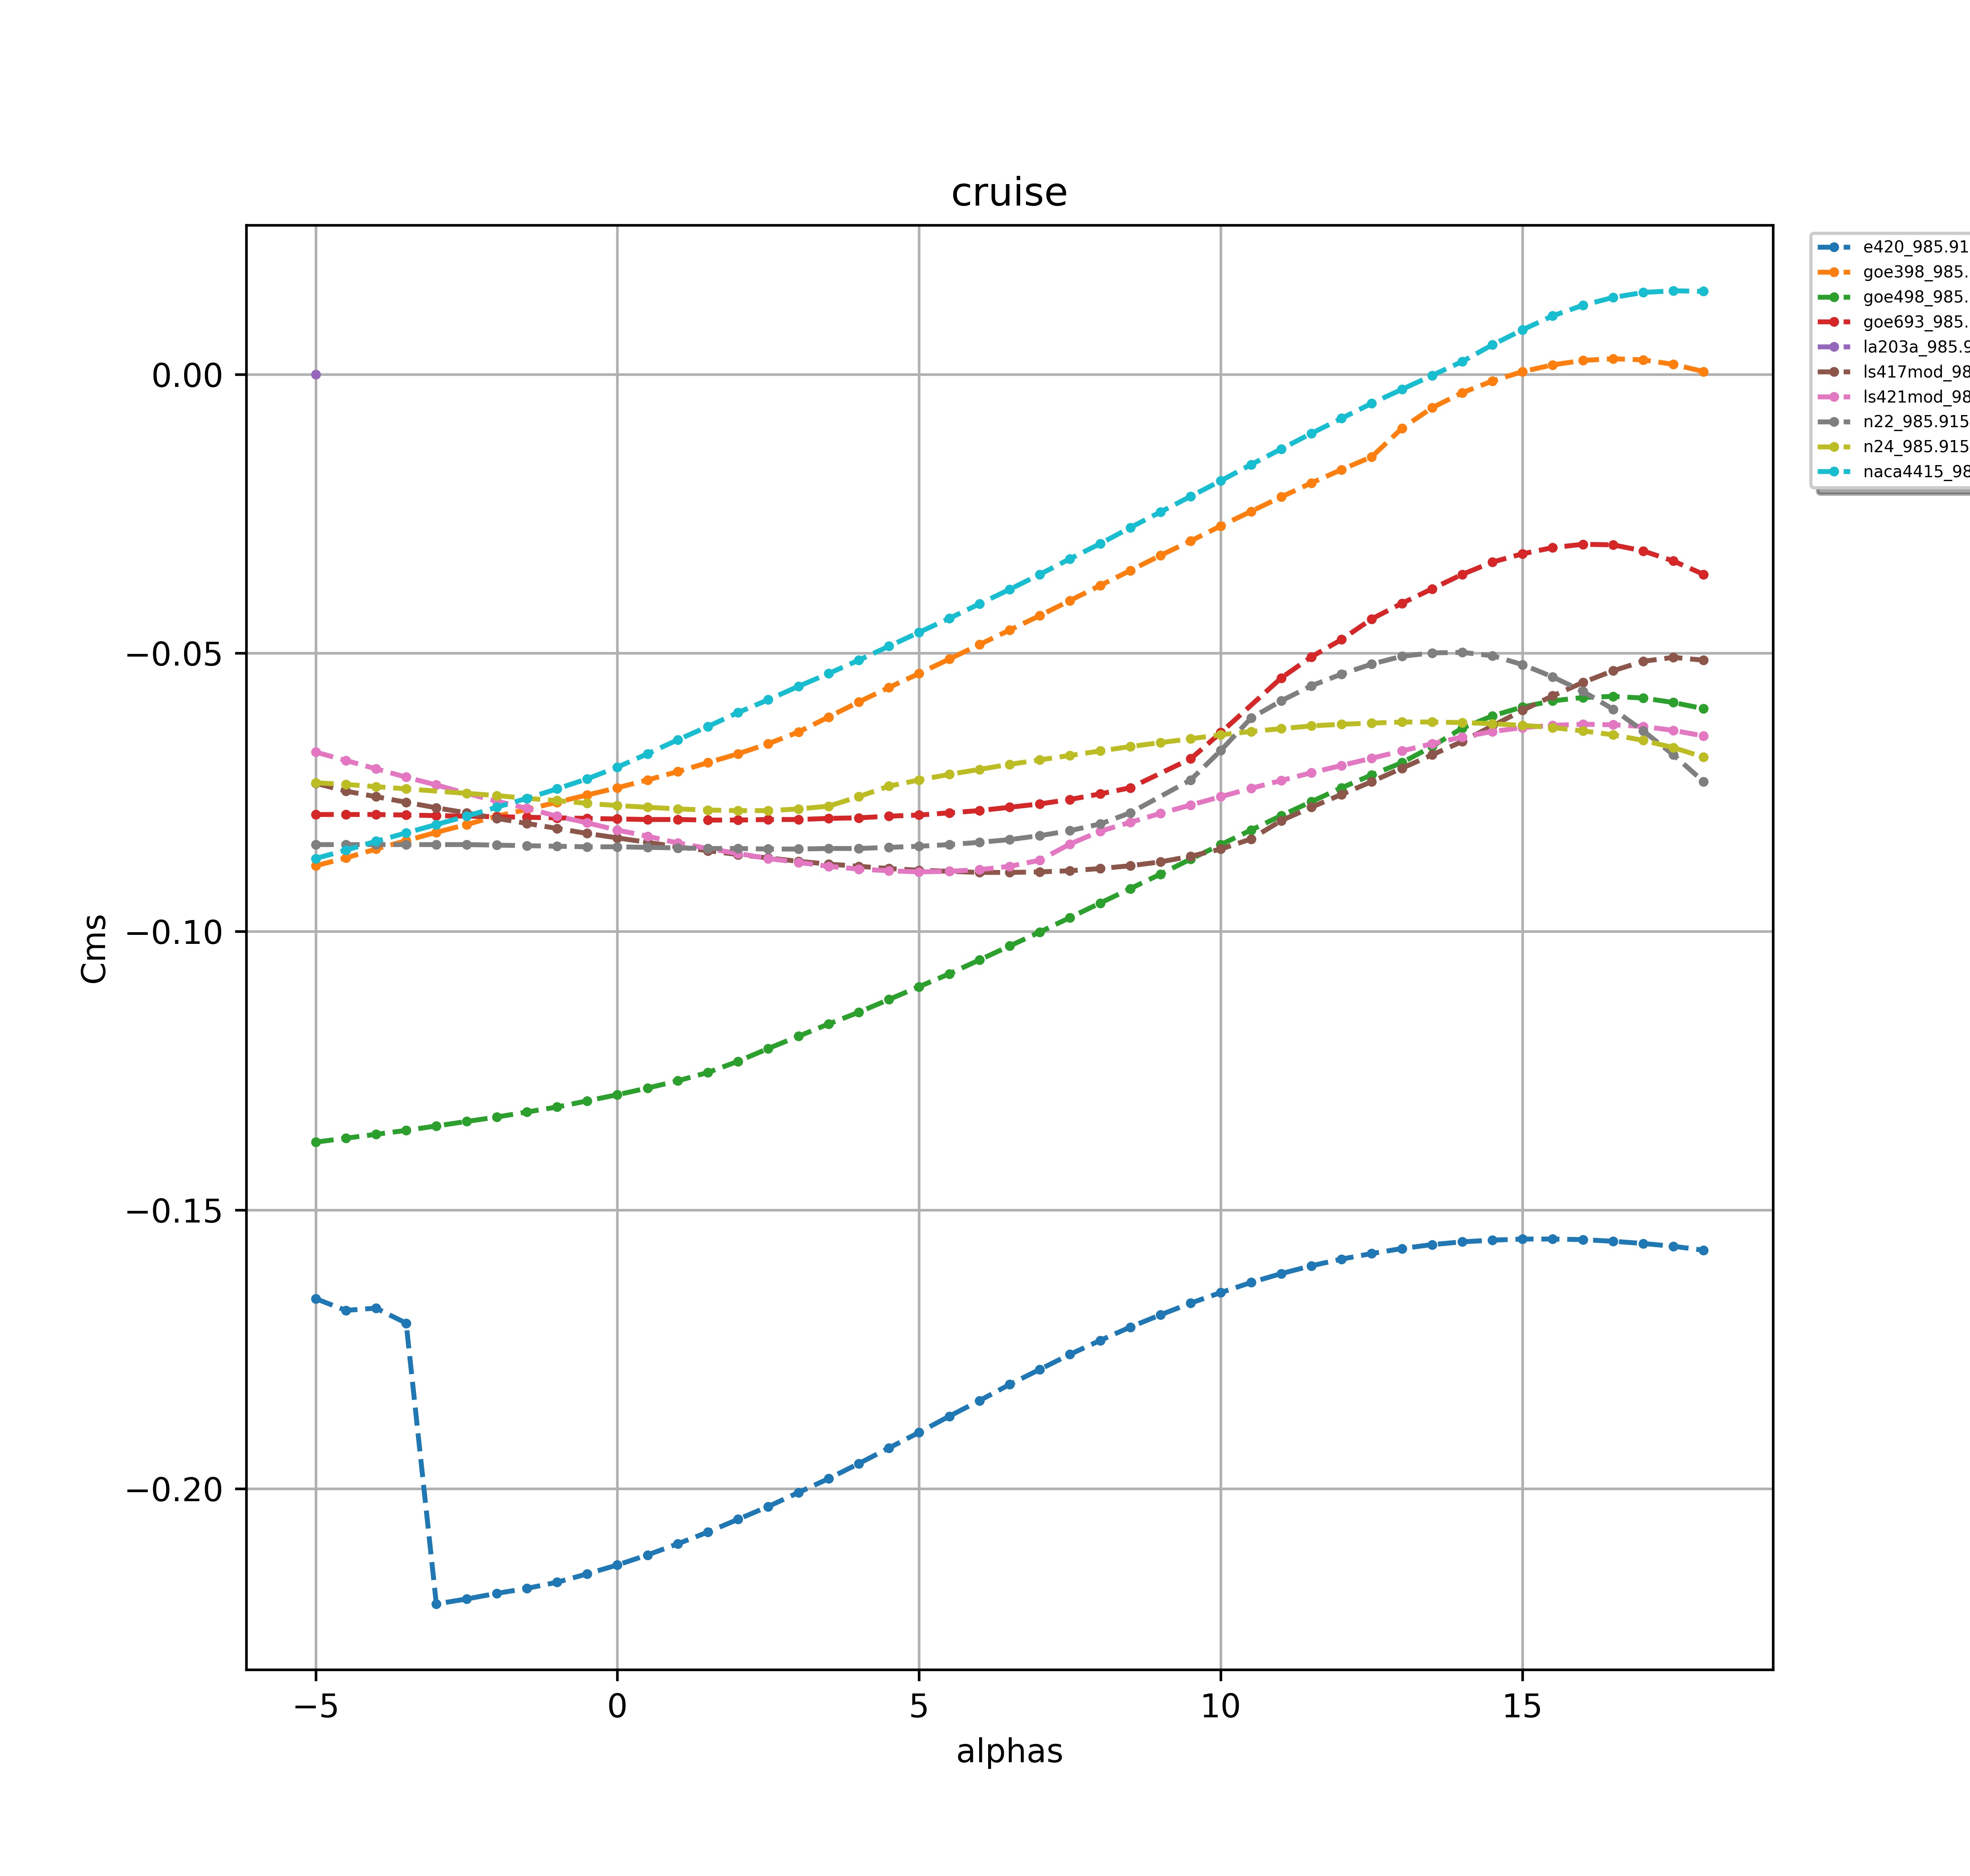 cruise
e420_985.91
goe398_985.
goe498_985.
goe693_985.
la203a_985.9
ls417mod_98
ls421mod_98
n22_985.915
n24_985.915
naca4415_98
0.00
−0.05
−0.10
−0.15
−0.20
Cms
−5 0 5 10 15
alphas